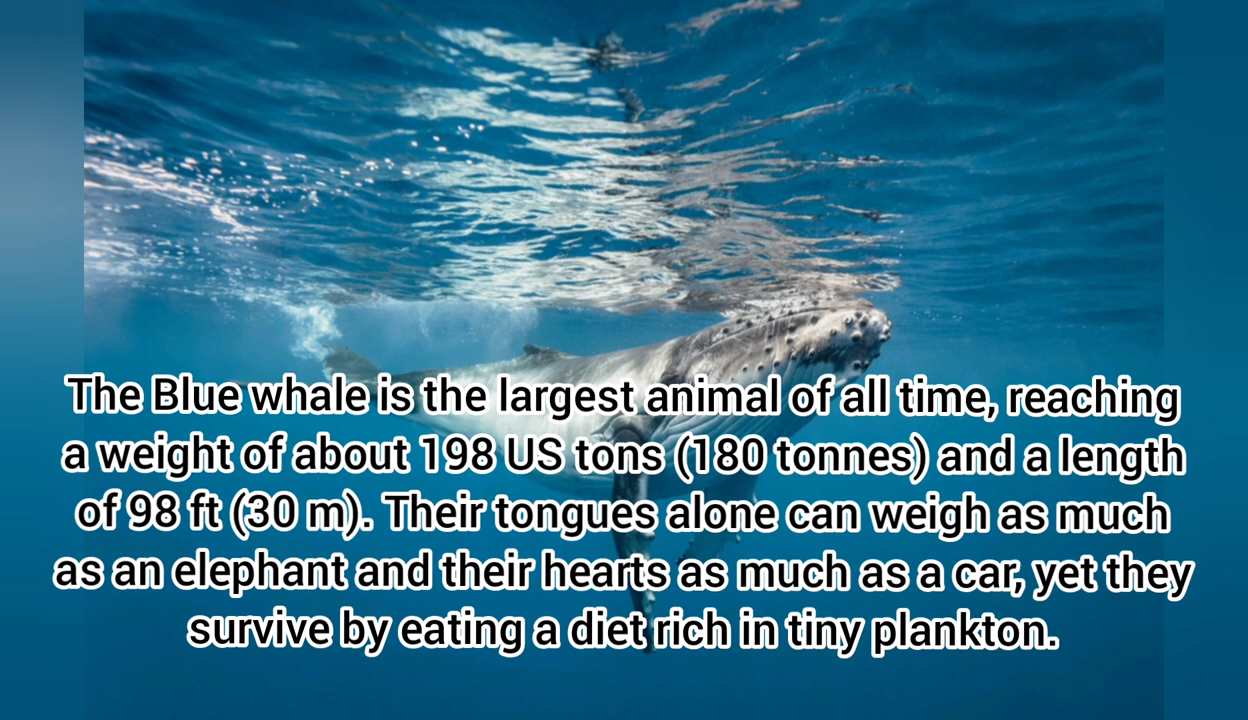 The Blue whale is the largest animal of all time, reaching
a weight of about 198 US tons (180 tonnes) and a length
of 98 ft (30 m). Their tongues alone can weigh as much
as an elephant and their hearts as much as a car, yet they
survive by eating a diet rich in tiny plankton.